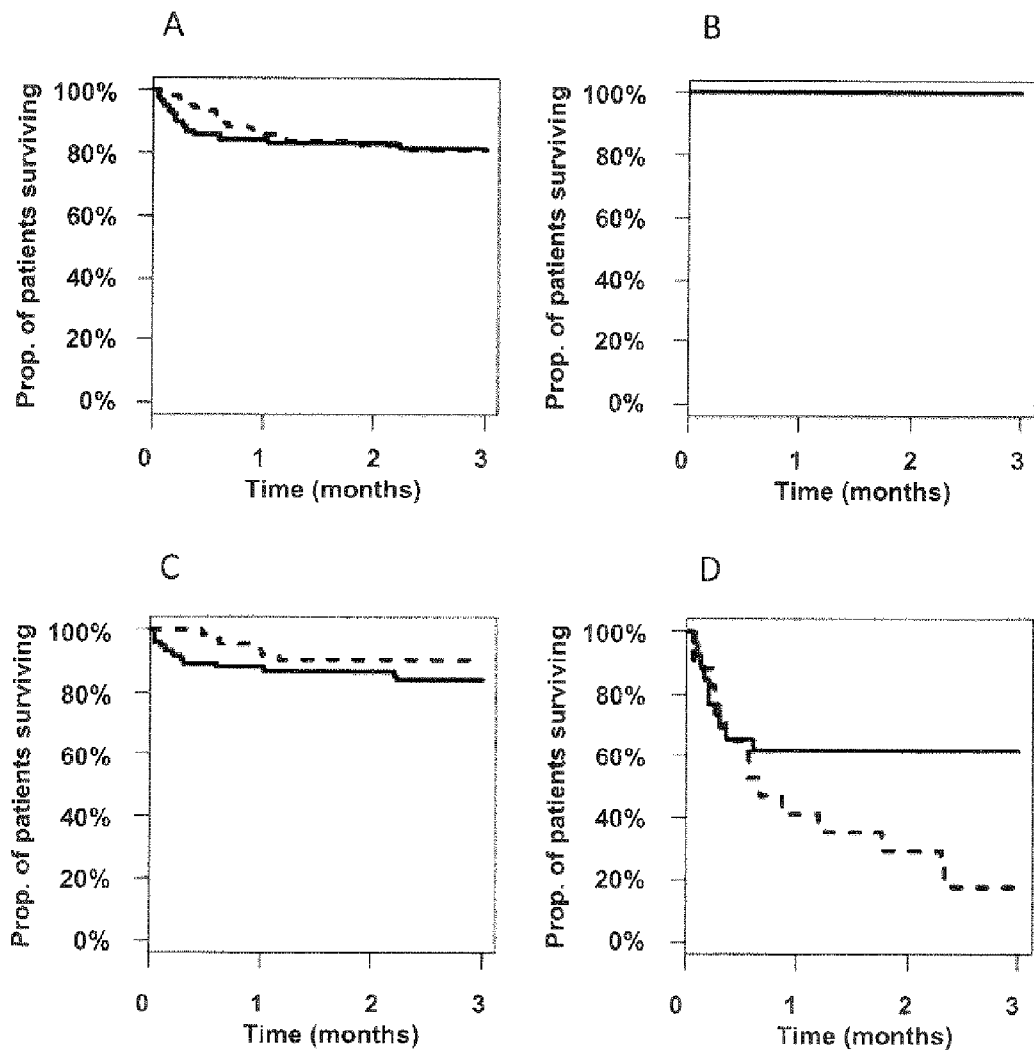 A
Prop. of patients surviving
100%
80%
60%
40%
20%
0%
0 1 2 3
Time (months)
B
Prop. of patients surviving
100%
80%
60%
40%
20%
0%
0 1 2 3
Time (months)
C
Prop. of patients surviving
100%
80%
60%
40%
20%
0%
0 1 2 3
Time (months)
D
Prop. of patients surviving
100%
80%
60%
40%
20%
0%
0 1 2 3
Time (months)